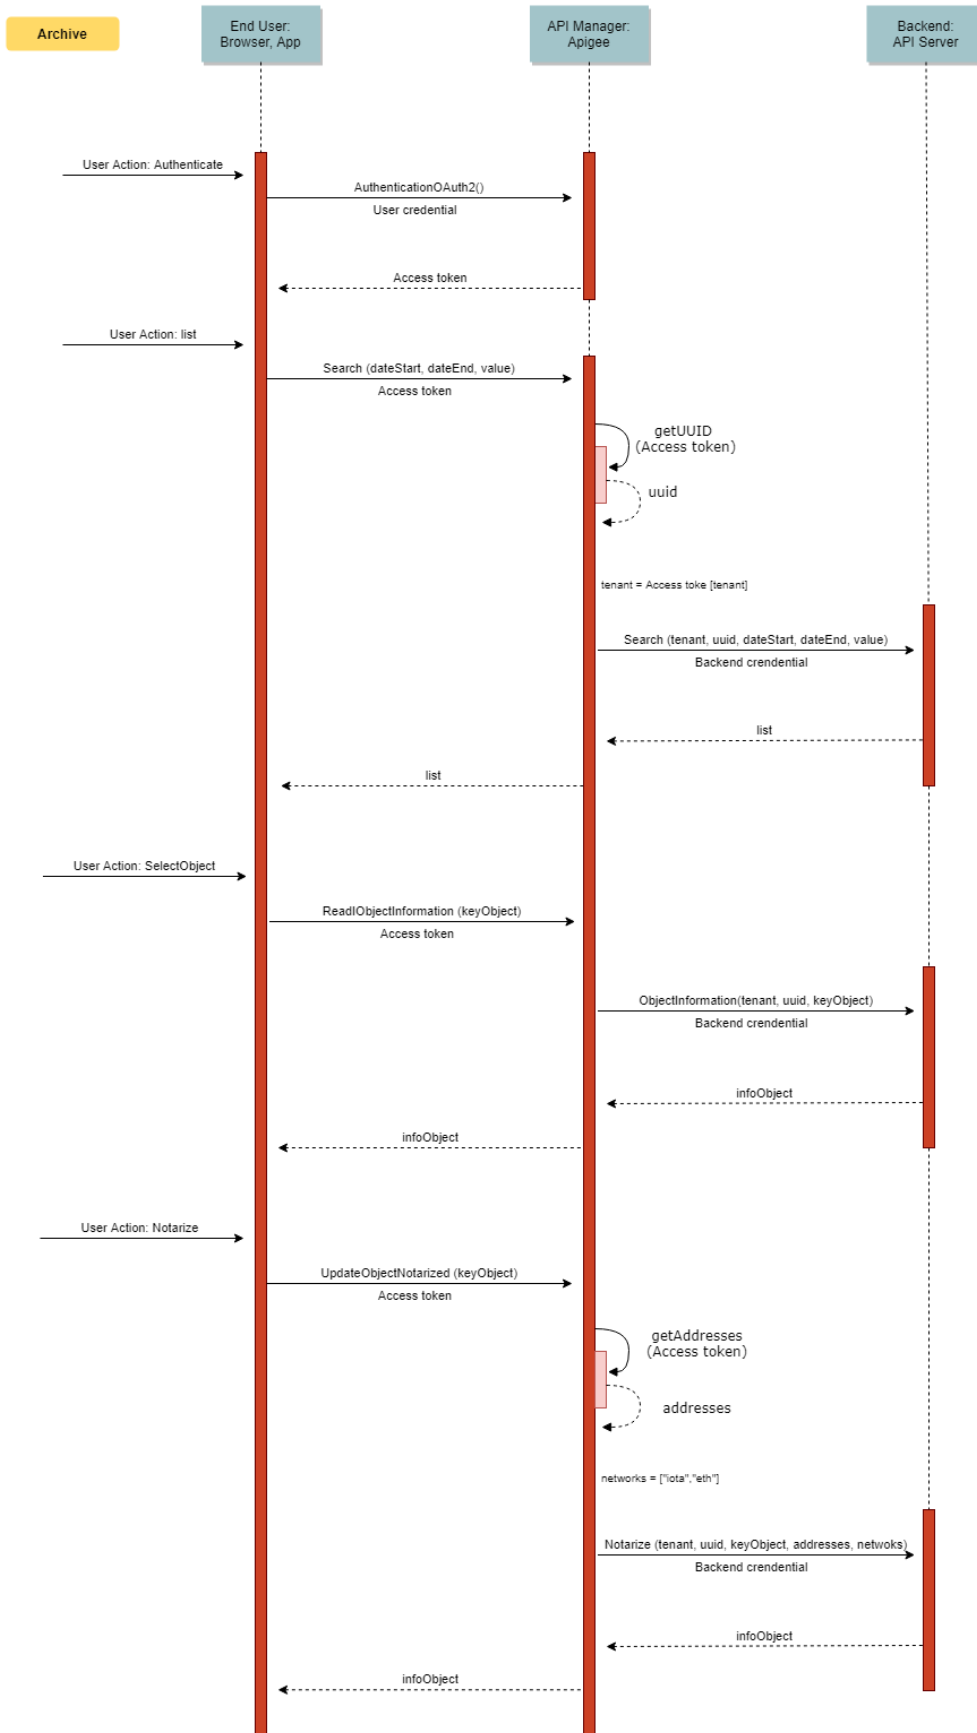 Archive
End User:
Browser, App
API Manager:
Apigee
Backend:
API Server
User Action: Authenticate
AuthenticationOAuth2()
User credential
Access token
User Action: list
Search (dateStart, dateEnd, value)
Access token
getUUID
(Access token)
uuid
tenant = Access toke [tenant]
Search (tenant, uuid, dateStart, dateEnd, value)
Backend crendential
list
list
User Action: SelectObject
ReadIObjectInformation (keyObject)
Access token
ObjectInformation(tenant, uuid, keyObject)
Backend crendential
infoObject
infoObject
User Action: Notarize
UpdateObjectNotarized (keyObject)
Access token
getAddresses
(Access token)
addresses
networks = ["iota","eth"]
Notarize (tenant, uuid, keyObject, addresses, netwoks)
Backend crendential
infoObject
infoObject